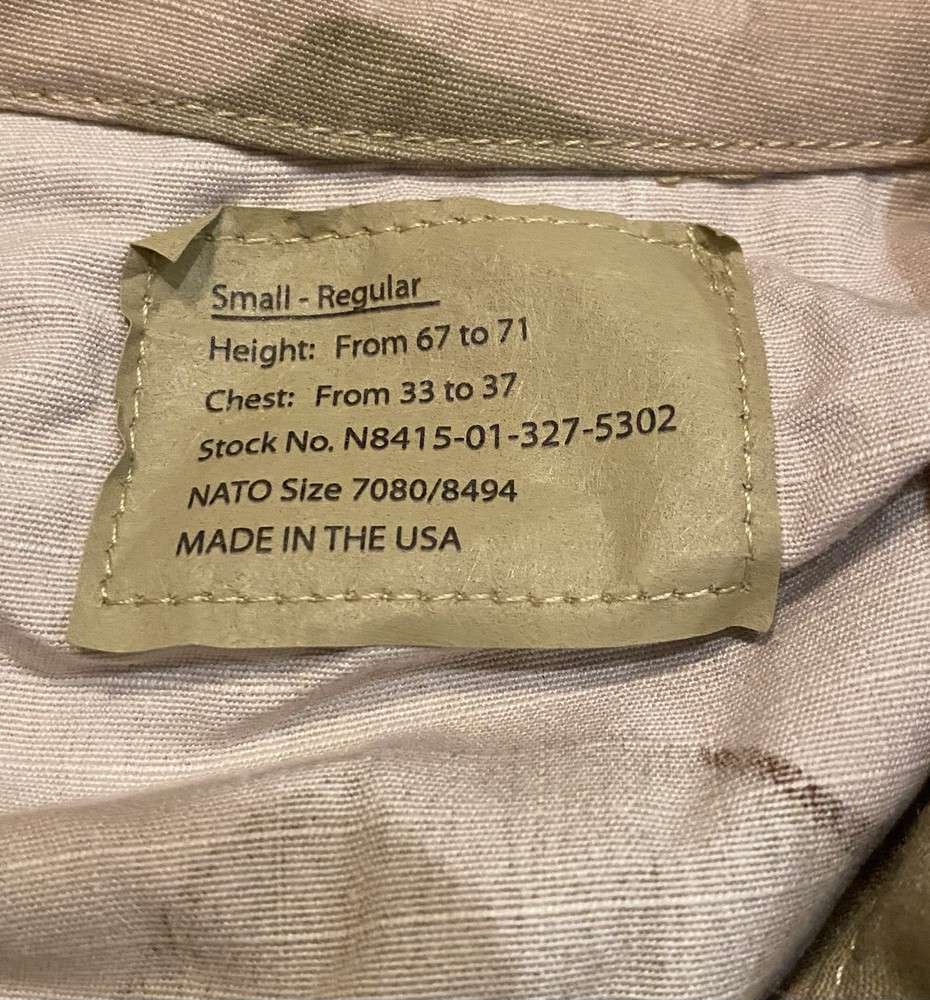 Small - Regular
Height: From 67 to 71
Chest: From 33 to 37
Stock No. N8415-01-327-5302
NATO Size 7080/8494
MADE IN THE USA